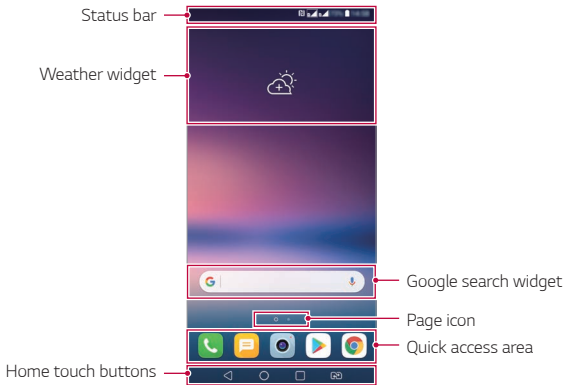 Status bar
Weather widget
Google search widget
Page icon
Quick access area
Home touch buttons